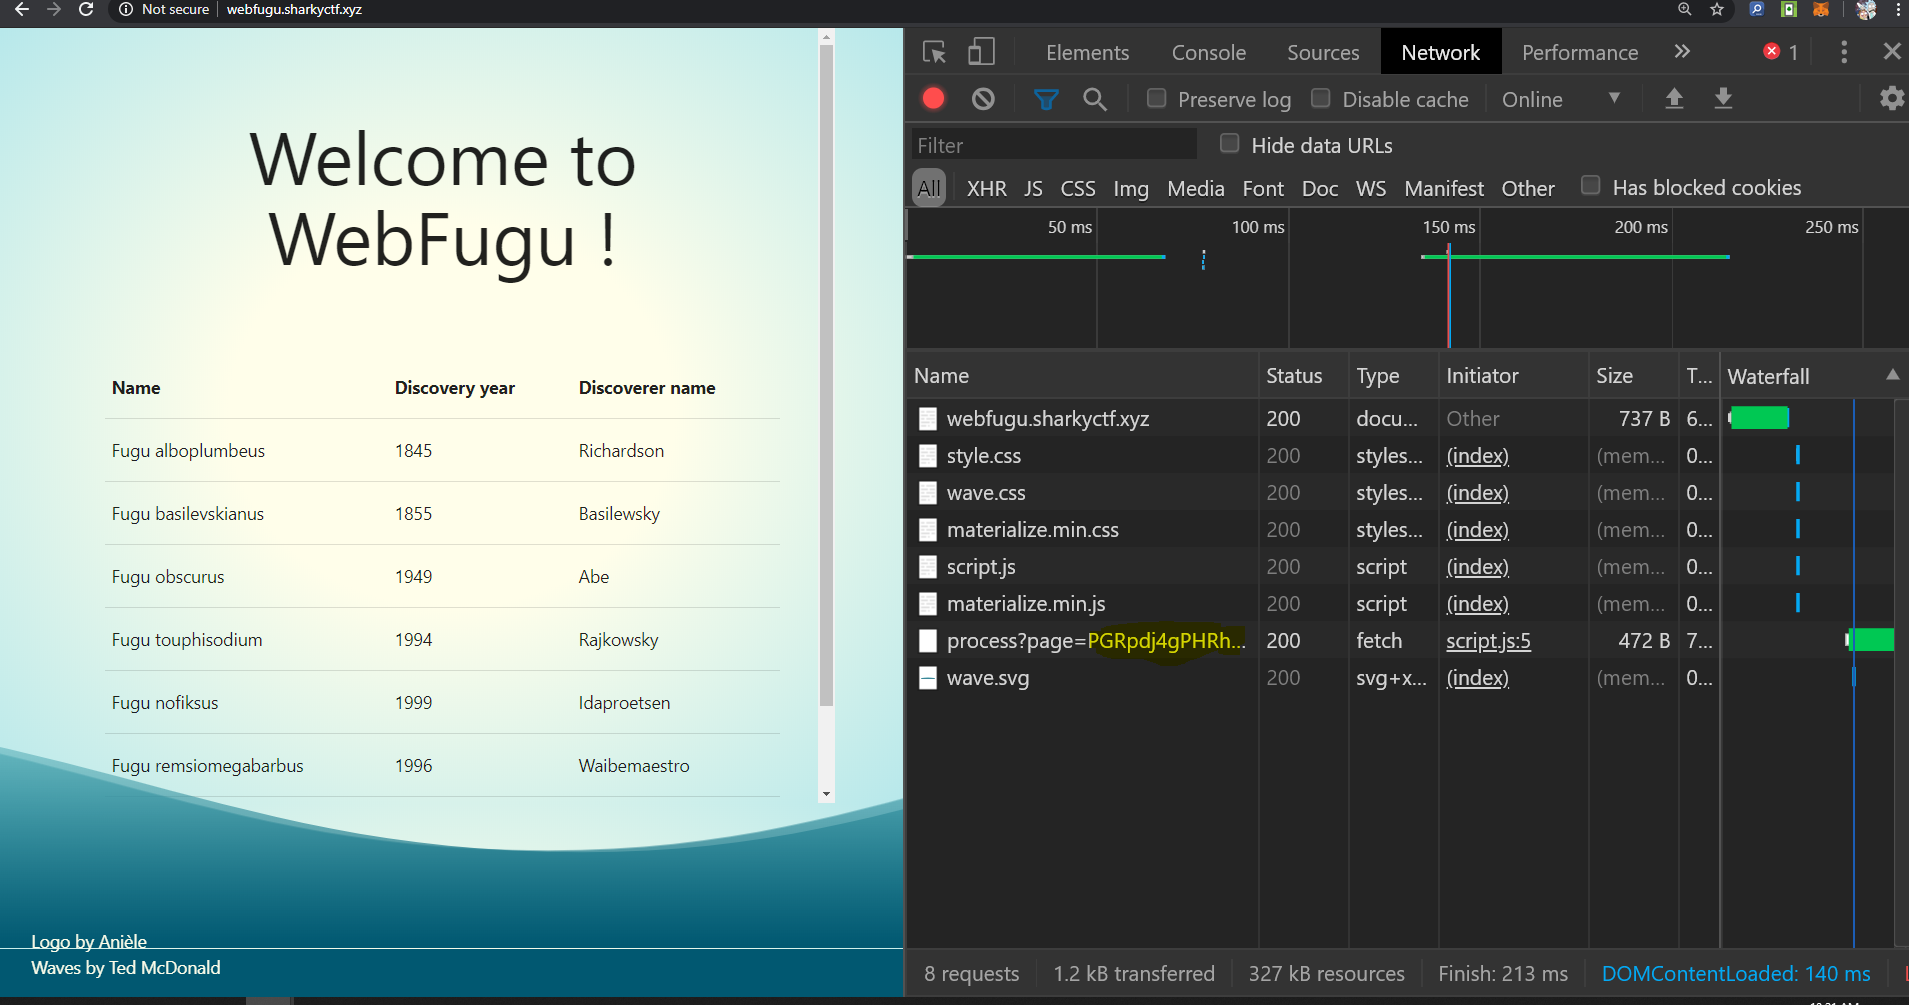 Not secure webfugu.sharkyctf.xyz
Welcome to
WebFugu !
Name Discovery year Discoverer name
Fugu alboplumbeus 1845 Richardson
Fugu basilevskianus 1855 Basilewsky
Fugu obscurus 1949 Abe
Fugu touphisodium 1994 Rajkowsky
Fugu nofiksus 1999 Idaproetsen
Fugu remsiomegabarbus 1996 Waibemaestro
Logo by Anièle
Waves by Ted McDonald
Elements Console Sources Network Performance 1
Preserve log Disable cache Online
Filter Hide data URLs
All XHR JS CSS Img Media Font Doc WS Manifest Other Has blocked cookies
50 ms 100 ms 150 ms 200 ms 250 ms
Name Status Type Initiator Size T... Waterfall
webfugu.sharkyctf.xyz 200 docu... Other 737 B 6...
style.css 200 styles... (index) (mem... 0...
wave.css 200 styles... (index) (mem... 0...
materialize.min.css 200 styles... (index) (mem... 0...
script.js 200 script (index) (mem... 0...
materialize.min.js 200 script (index) (mem... 0...
process?page=PGRpdj4gPHRh... 200 fetch script.js:5 472 B 7...
wave.svg 200 svg+x... (index) (mem... 0...
8 requests 1.2 kB transferred 327 kB resources Finish: 213 ms DOMContentLoaded: 140 ms